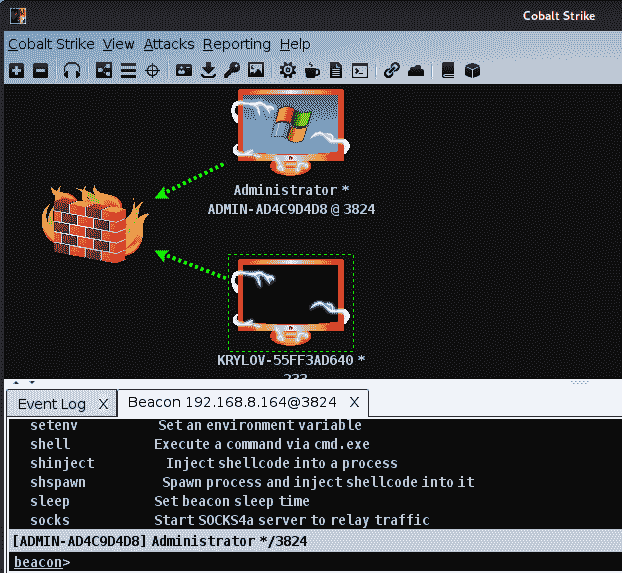 Cobalt Strike
Cobalt Strike View Attacks Reporting Help
Administrator *
ADMIN-AD4C9D4D8 @ 3824
KRYLOV-55FF3AD640 *
Event Log X Beacon 192.168.8.164@3824 X
setenv Set an environment variable
shell Execute a command via cmd.exe
shinject Inject shellcode into a process
shspawn Spawn process and inject shellcode into it
sleep Set beacon sleep time
socks Start SOCKS4a server to relay traffic
[ADMIN-AD4C9D4D8] Administrator */3824
beacon>